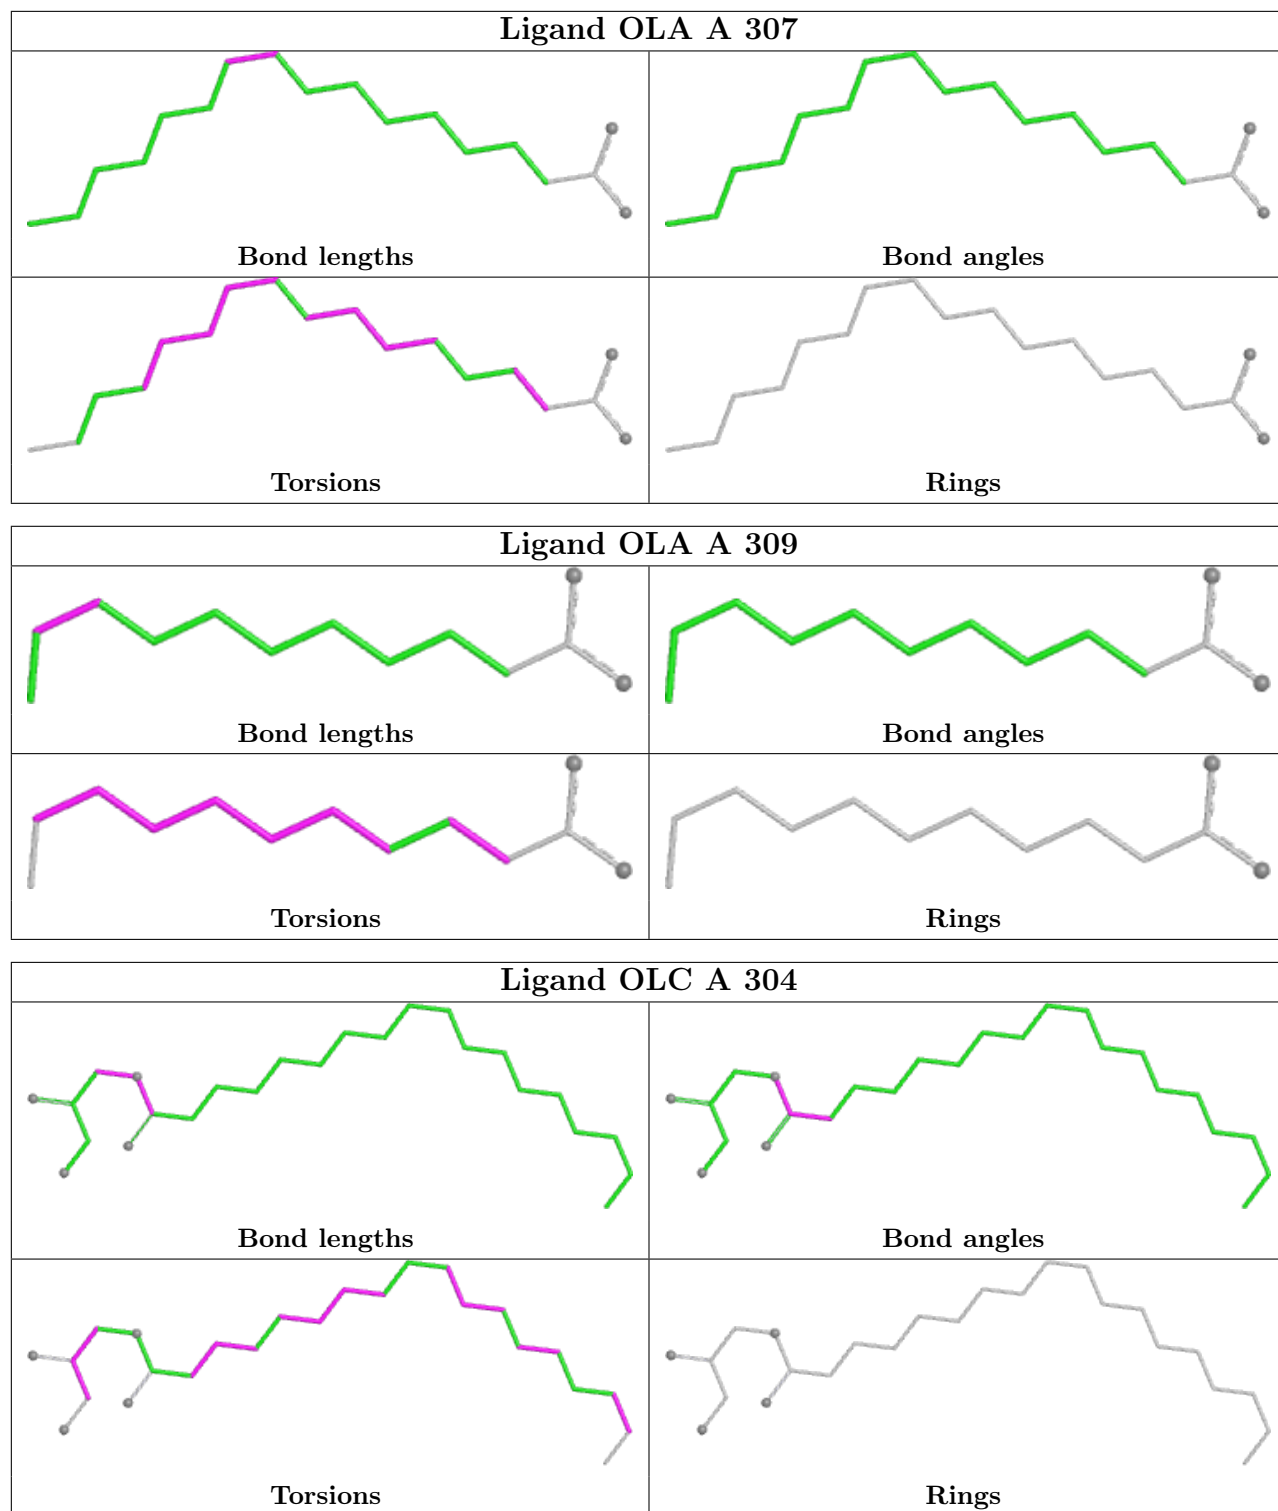 Ligand OLA A 307
Bond lengths
Bond angles
Torsions
Rings
Ligand OLA A 309
Bond lengths
Bond angles
Torsions
Rings
Ligand OLC A 304
Bond lengths
Bond angles
Torsions
Rings